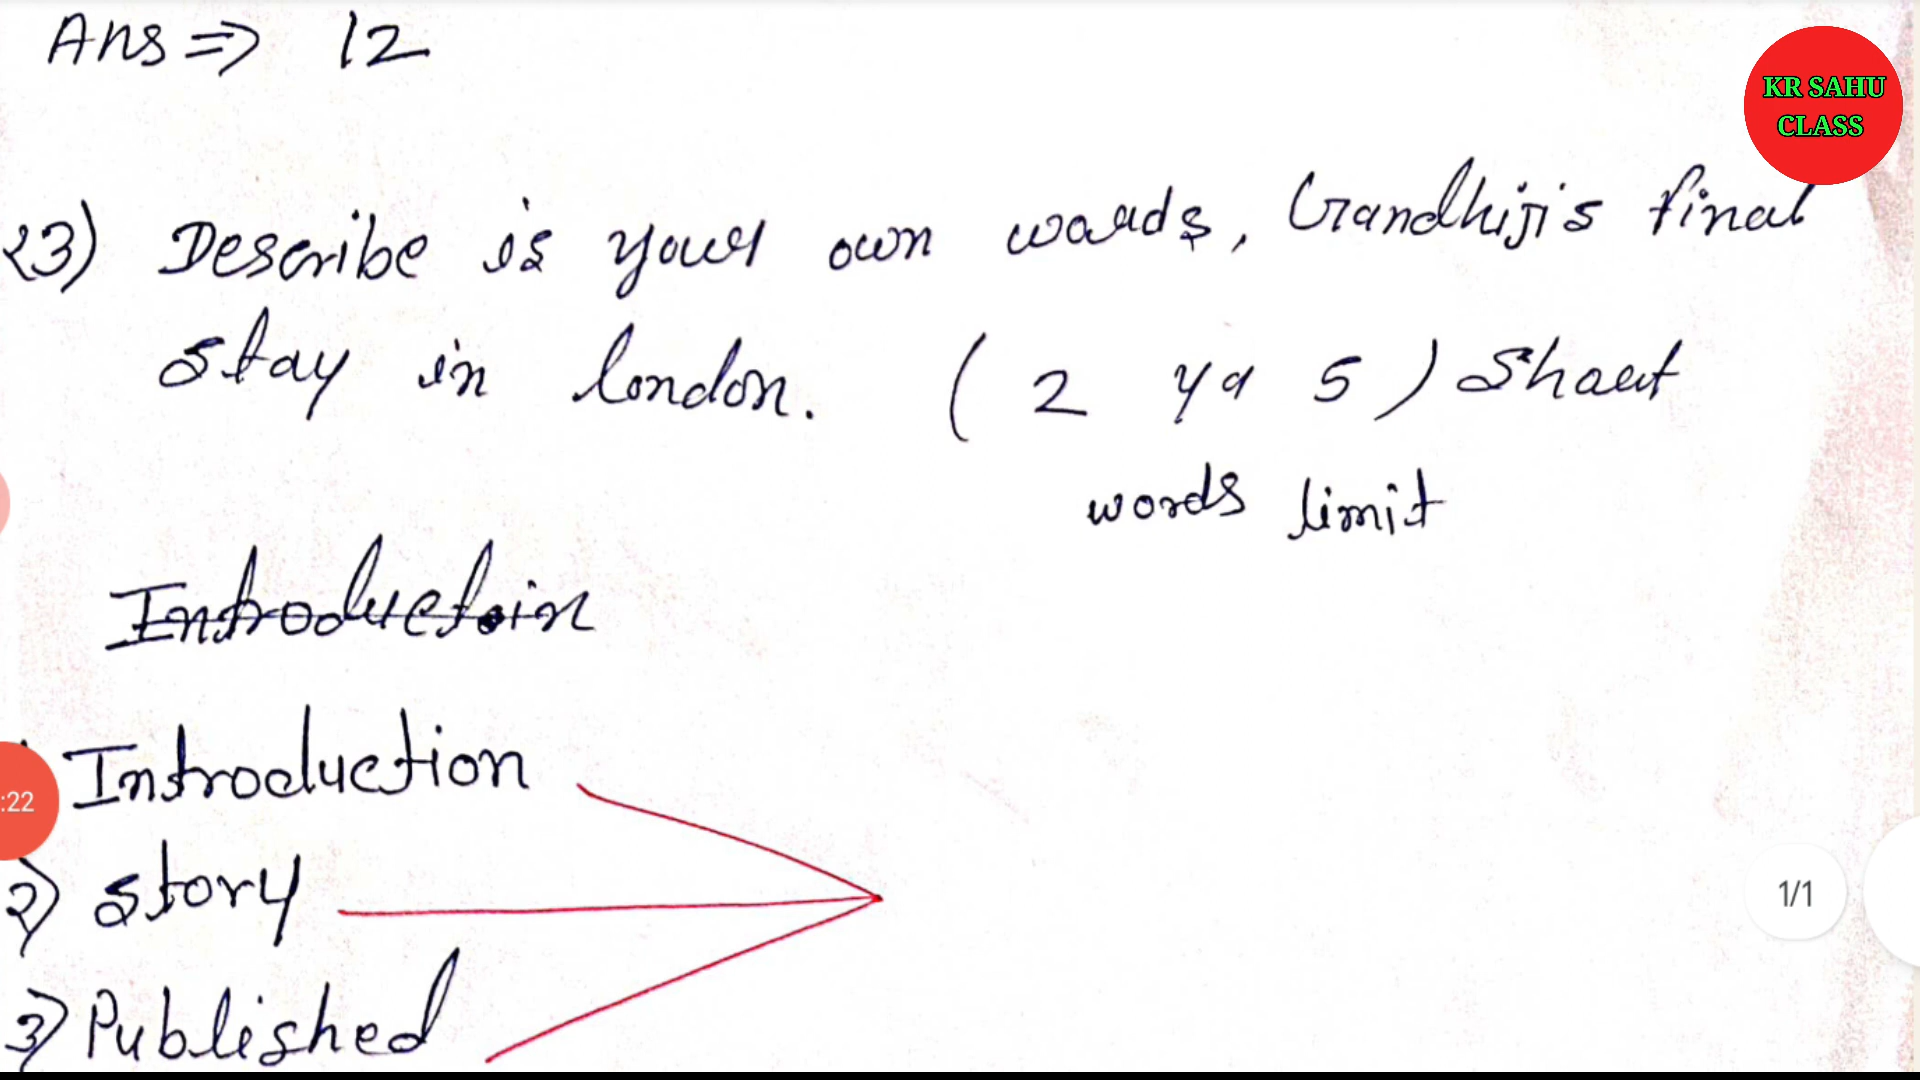 Ans ⇒ 12
KR SAHU
CLASS
23) Describe is your own words, Gandhiji's final
stay in london. ( 2 ya 5 ) Short
words limit
Introductoin
Introduction
:22
2) Story
1/1
3) Published